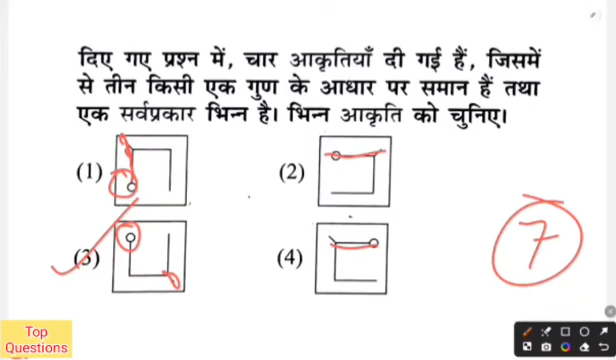 दिए गए प्रश्न में, चार आकृतियाँ दी गई हैं, जिसमें
से तीन किसी एक गुण के आधार पर समान हैं तथा
एक सर्वप्रकार भिन्न है। भिन्न आकृति को चुनिए।
(1)
(2)
(3)
(4)
7
Top
Questions